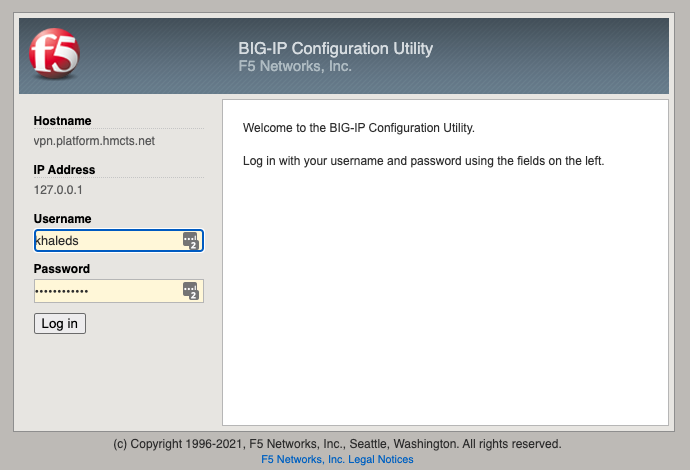 f5
BIG-IP Configuration Utility
F5 Networks, Inc.
Hostname
vpn.platform.hmcts.net
IP Address
127.0.0.1
Username
khaleds
2
Password
••••••••••••
2
Log in
Welcome to the BIG-IP Configuration Utility.
Log in with your username and password using the fields on the left.
(c) Copyright 1996-2021, F5 Networks, Inc., Seattle, Washington. All rights reserved.
F5 Networks, Inc. Legal Notices